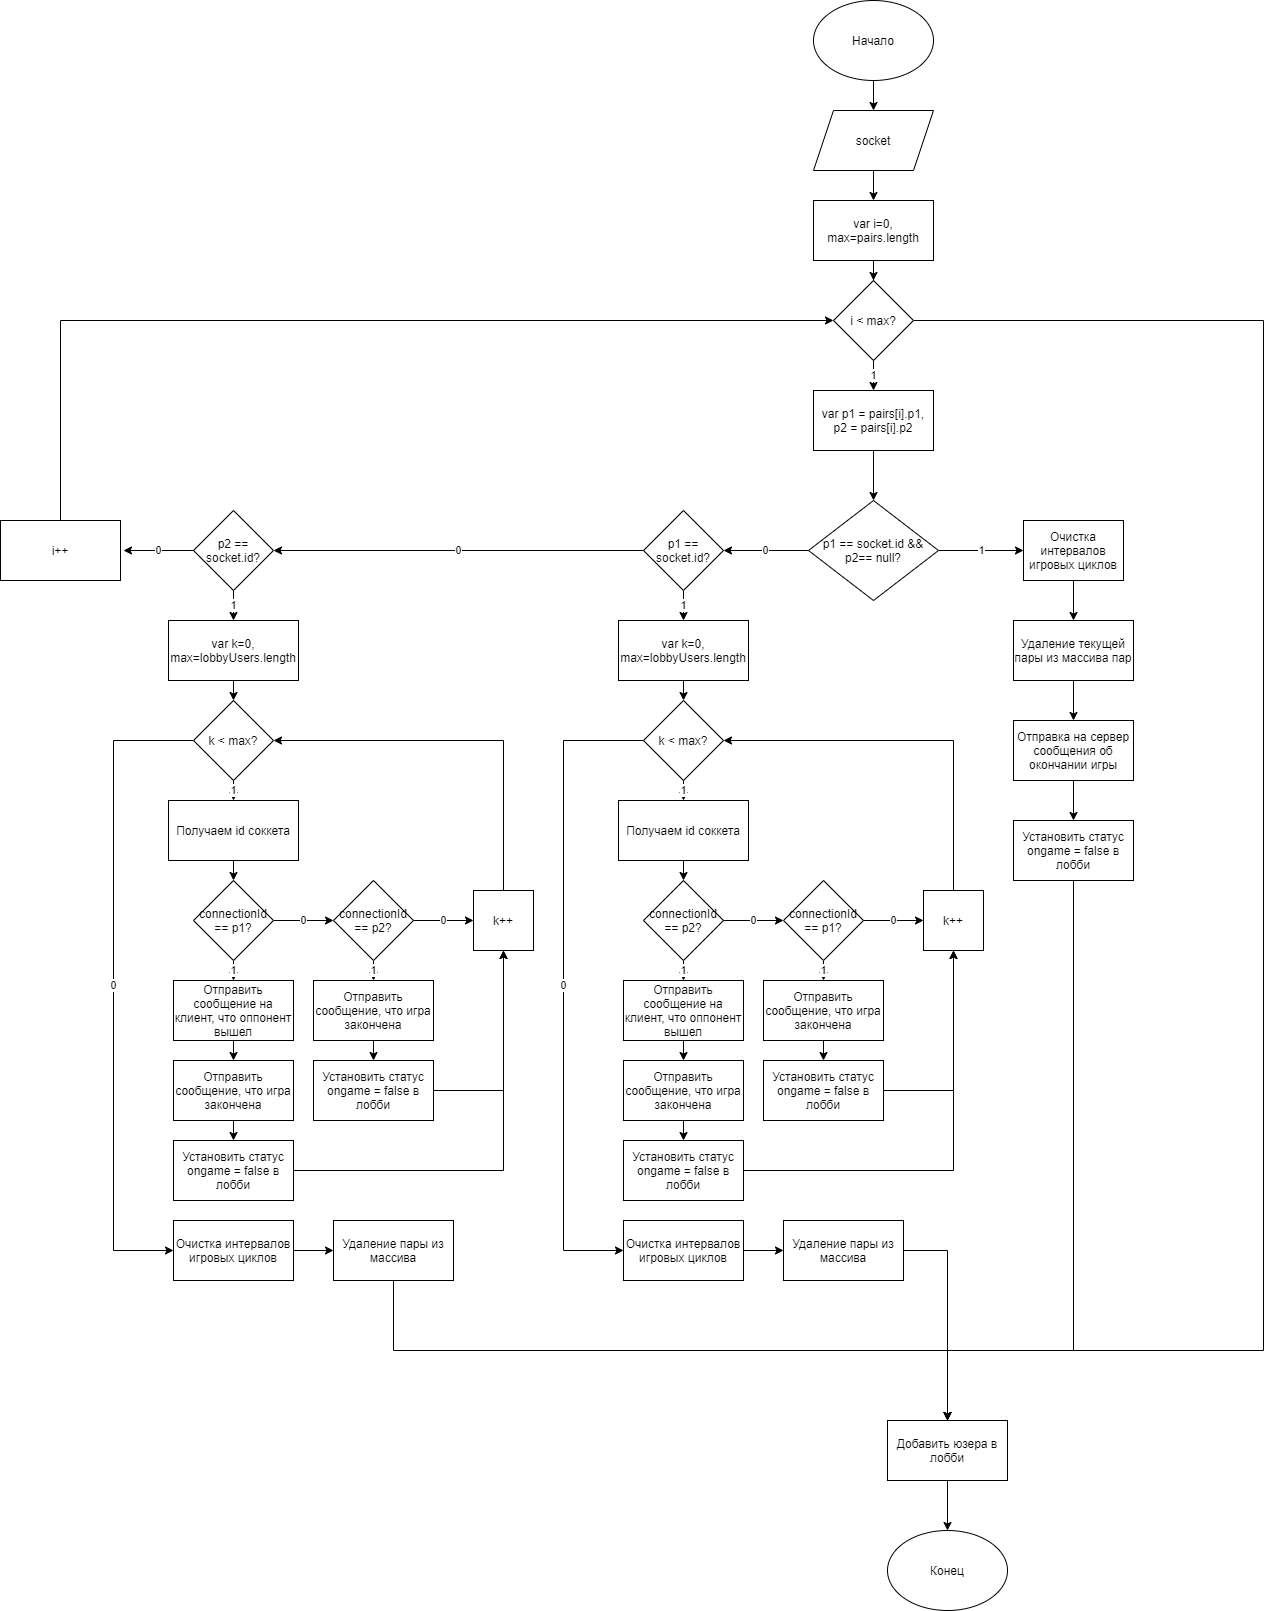 Начало
socket
var i=0,
max=pairs.length
i < max?
1
var p1 = pairs[i].p1,
p2 = pairs[i].p2
i++
0
p2 ==
socket.id?
0
p1 ==
socket.id?
0
p1 == socket.id &&
p2== null?
1
Очистка
интервалов
игровых циклов
1
var k=0,
max=lobbyUsers.length
k < max?
1
Получаем id соккета
connectionId
== p1?
0
connectionId
== p2?
0
k++
1
Отправить
сообщение на
клиент, что оппонент
вышел
1
Отправить
сообщение, что игра
закончена
0
Отправить
сообщение, что игра
закончена
Установить статус
ongame = false в
лобби
Установить статус
ongame = false в
лобби
Очистка интервалов
игровых циклов
Удаление пары из
массива
1
var k=0,
max=lobbyUsers.length
k < max?
1
Получаем id соккета
connectionId
== p2?
0
connectionId
== p1?
0
k++
1
Отправить
сообщение на
клиент, что оппонент
вышел
1
Отправить
сообщение, что игра
закончена
0
Отправить
сообщение, что игра
закончена
Установить статус
ongame = false в
лобби
Установить статус
ongame = false в
лобби
Очистка интервалов
игровых циклов
Удаление пары из
массива
Удаление текущей
пары из массива пар
Отправка на сервер
сообщения об
окончании игры
Установить статус
ongame = false в
лобби
Добавить юзера в
лобби
Конец